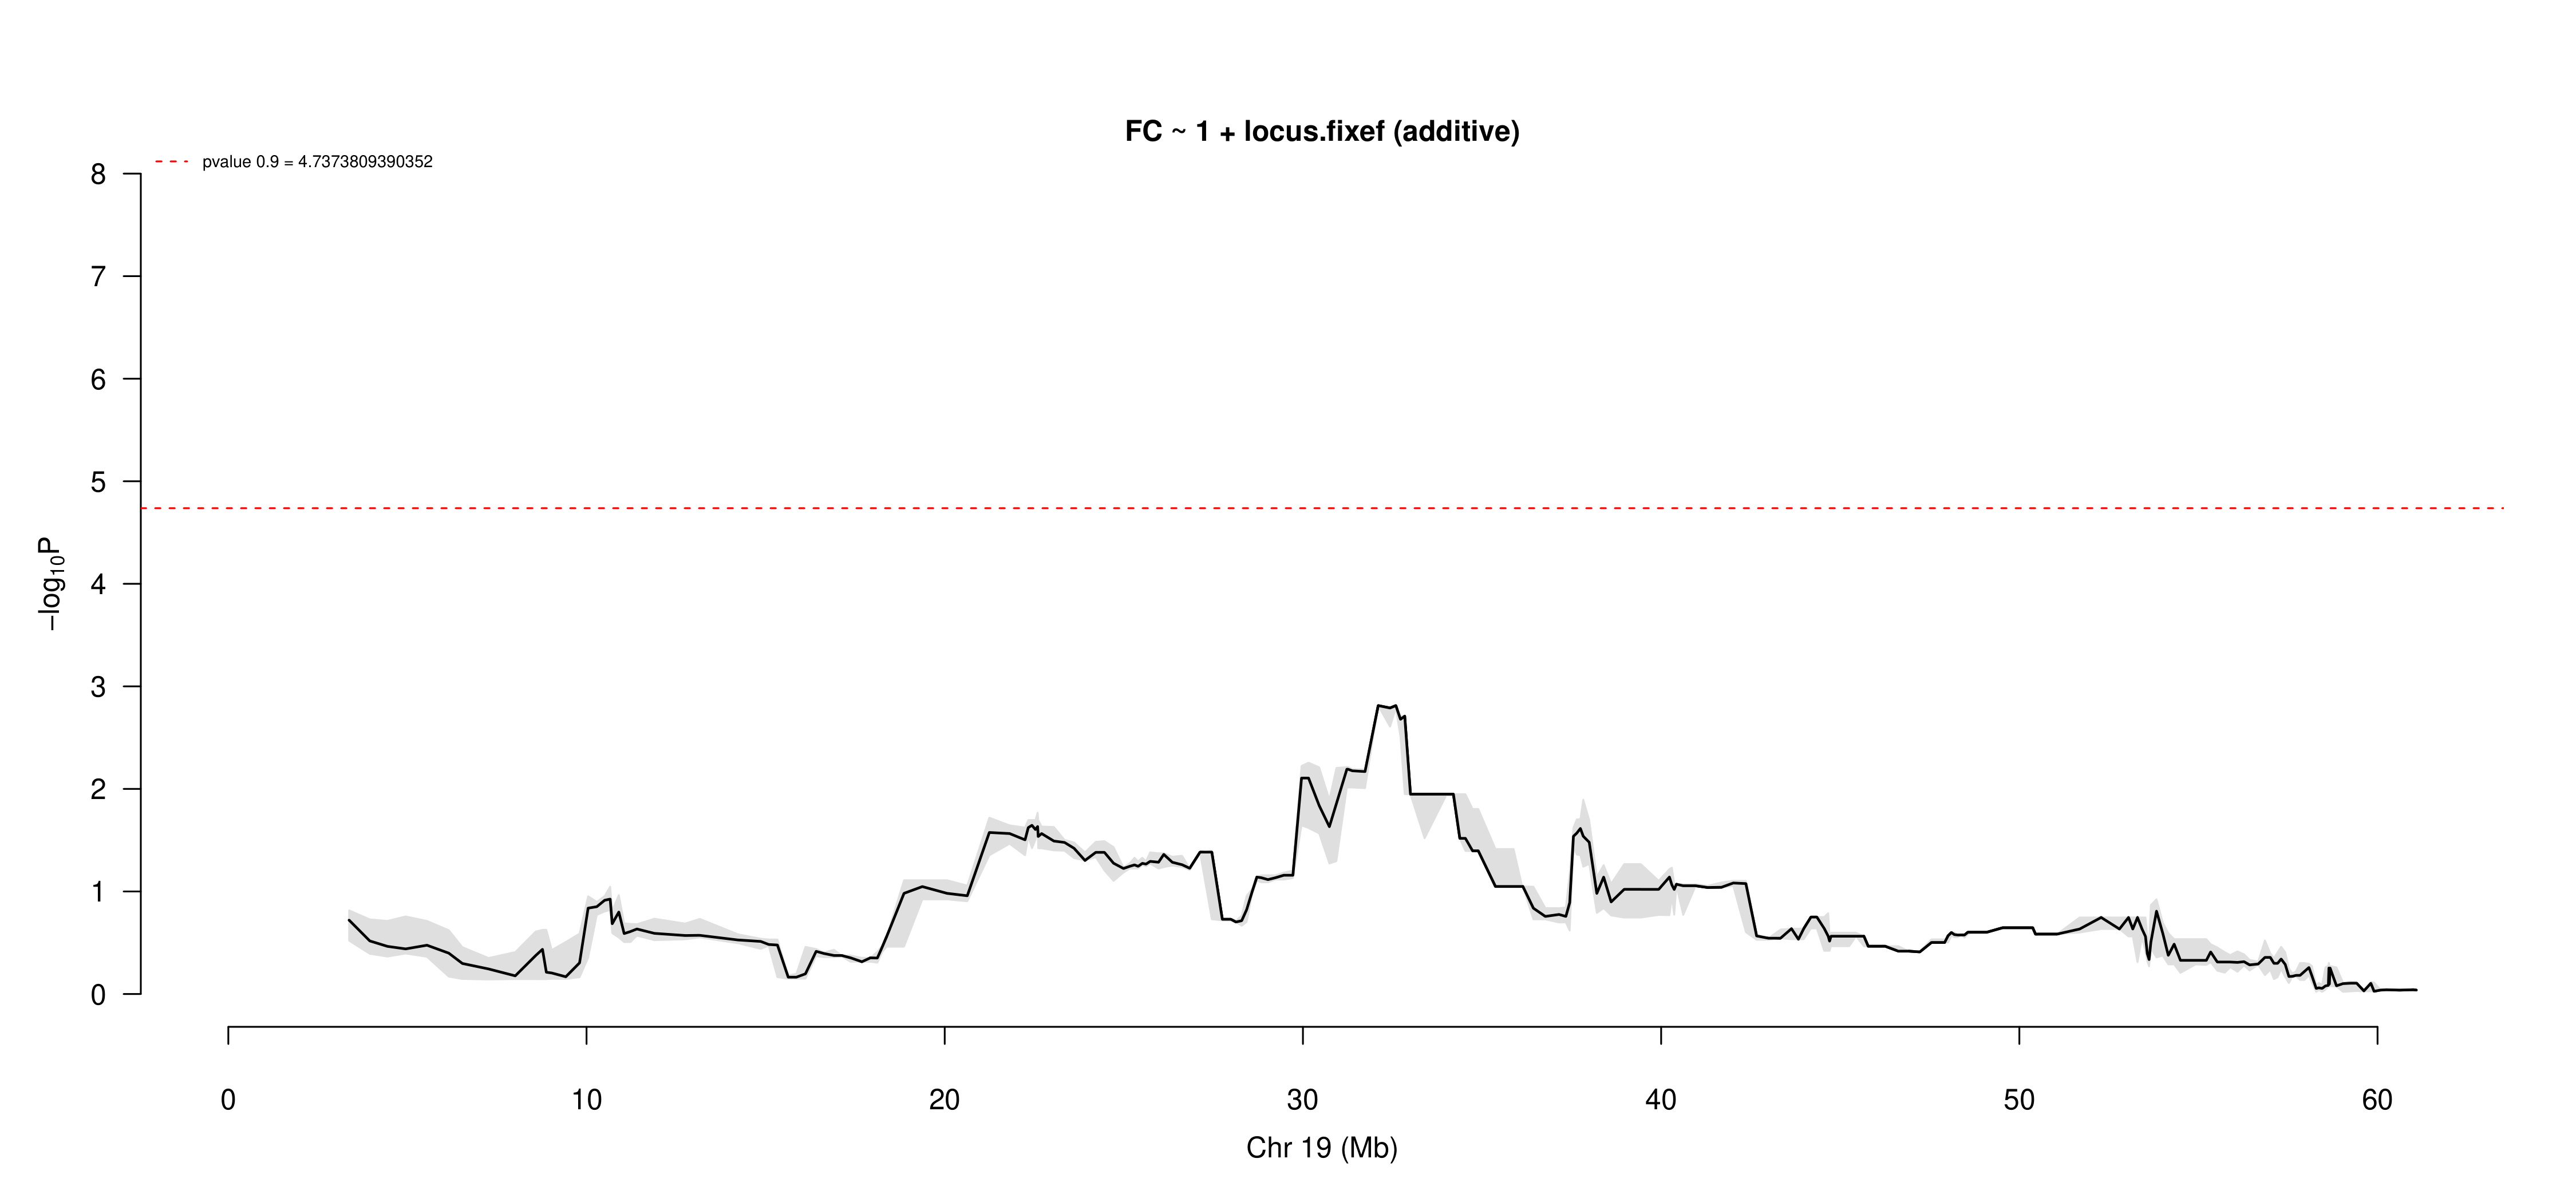 FC ~ 1 + locus.fixef (additive)
pvalue 0.9 = 4.7373809390352
8
7
6
5
4
3
2
1
0
−log10P
0 10 20 30 40 50 60
Chr 19 (Mb)